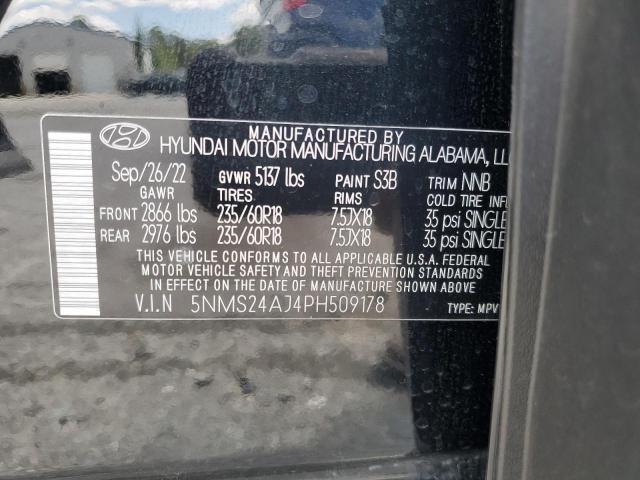 MANUFACTURED BY
HYUNDAI MOTOR MANUFACTURING ALABAMA, LLC
Sep/26/22 GVWR 5137 lbs PAINT S3B TRIM NNB
GAWR TIRES RIMS COLD TIRE INF
FRONT 2866 lbs 235/60R18 7.5JX18 35 psi SINGLE
REAR 2976 lbs 235/60R18 7.5JX18 35 psi SINGLE
THIS VEHICLE CONFORMS TO ALL APPLICABLE U.S.A. FEDERAL
MOTOR VEHICLE SAFETY AND THEFT PREVENTION STANDARDS
IN EFFECT ON THE DATE OF MANUFACTURE SHOWN ABOVE
V.I.N 5NMS24AJ4PH509178 TYPE: MPV